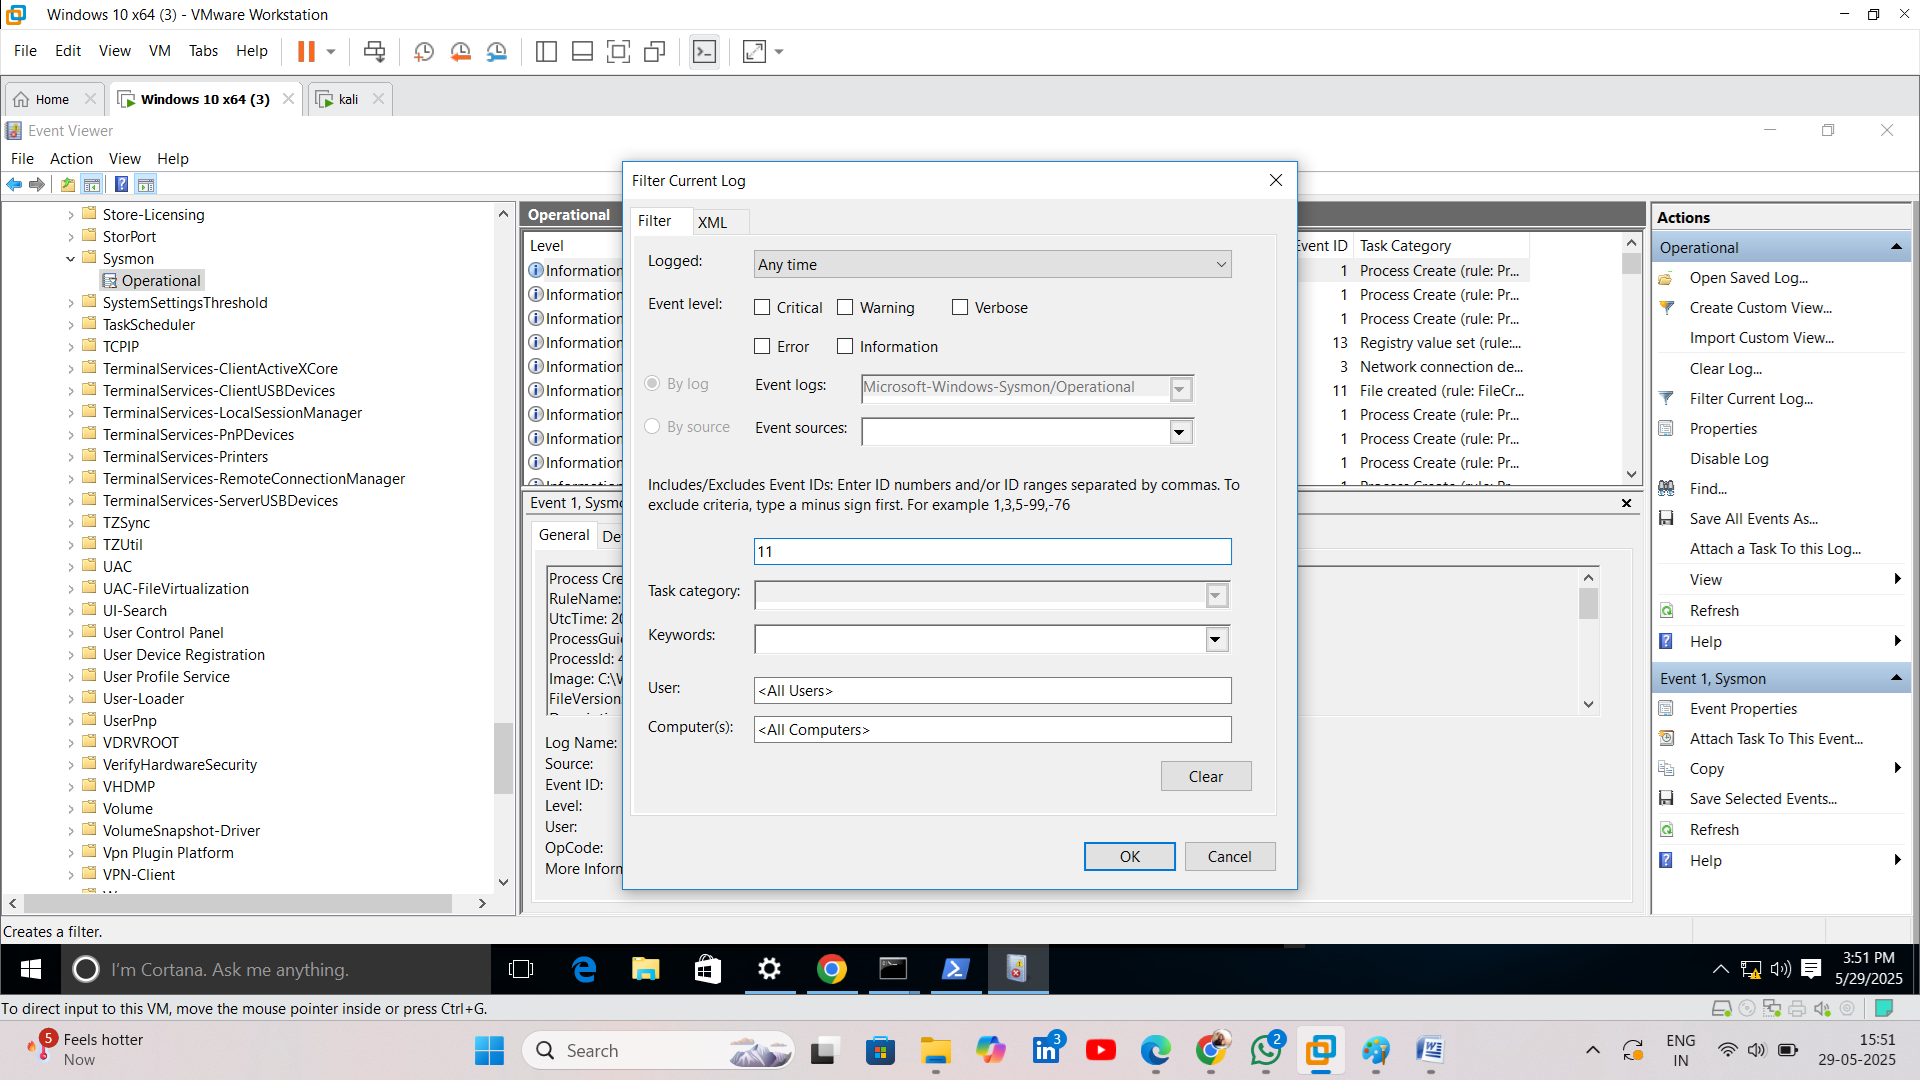 Windows 10 x64 (3) - VMware Workstation
File Edit View VM Tabs Help
Home Windows 10 x64 (3) kali
Event Viewer
File Action View Help
Store-Licensing
StorPort
Sysmon
Operational
SystemSettingsThreshold
TaskScheduler
TCPIP
TerminalServices-ClientActiveXCore
TerminalServices-ClientUSBDevices
TerminalServices-LocalSessionManager
TerminalServices-PnPDevices
TerminalServices-Printers
TerminalServices-RemoteConnectionManager
TerminalServices-ServerUSBDevices
TZSync
TZUtil
UAC
UAC-FileVirtualization
UI-Search
User Control Panel
User Device Registration
User Profile Service
User-Loader
UserPnp
VDRVROOT
VerifyHardwareSecurity
VHDMP
Volume
VolumeSnapshot-Driver
Vpn Plugin Platform
VPN-Client
Operational
Level Event ID Task Category
Information 1 Process Create (rule: Pr...
Information 1 Process Create (rule: Pr...
Information 1 Process Create (rule: Pr...
Information 13 Registry value set (rule:...
Information 3 Network connection de...
Information 11 File created (rule: FileCr...
Information 1 Process Create (rule: Pr...
Information 1 Process Create (rule: Pr...
Information 1 Process Create (rule: Pr...
Event 1, Sysmo
General De
Process Cre
RuleName:
UtcTime: 20
ProcessGui
ProcessId: 4
Image: C:\W
FileVersion
Log Name:
Source:
Event ID:
Level:
User:
OpCode:
More Inforn
Filter Current Log
Filter XML
Logged: Any time
Event level: Critical Warning Verbose
Error Information
By log Event logs: Microsoft-Windows-Sysmon/Operational
By source Event sources:
Includes/Excludes Event IDs: Enter ID numbers and/or ID ranges separated by commas. To
exclude criteria, type a minus sign first. For example 1,3,5-99,-76
11
Task category:
Keywords:
User: <All Users>
Computer(s): <All Computers>
Clear
OK Cancel
Actions
Operational
Open Saved Log...
Create Custom View...
Import Custom View...
Clear Log...
Filter Current Log...
Properties
Disable Log
Find...
Save All Events As...
Attach a Task To this Log...
View
Refresh
Help
Event 1, Sysmon
Event Properties
Attach Task To This Event...
Copy
Save Selected Events...
Refresh
Help
Creates a filter.
I'm Cortana. Ask me anything.
3:51 PM
5/29/2025
To direct input to this VM, move the mouse pointer inside or press Ctrl+G.
5 Feels hotter
Now
Search
3
2
ENG
IN
15:51
29-05-2025